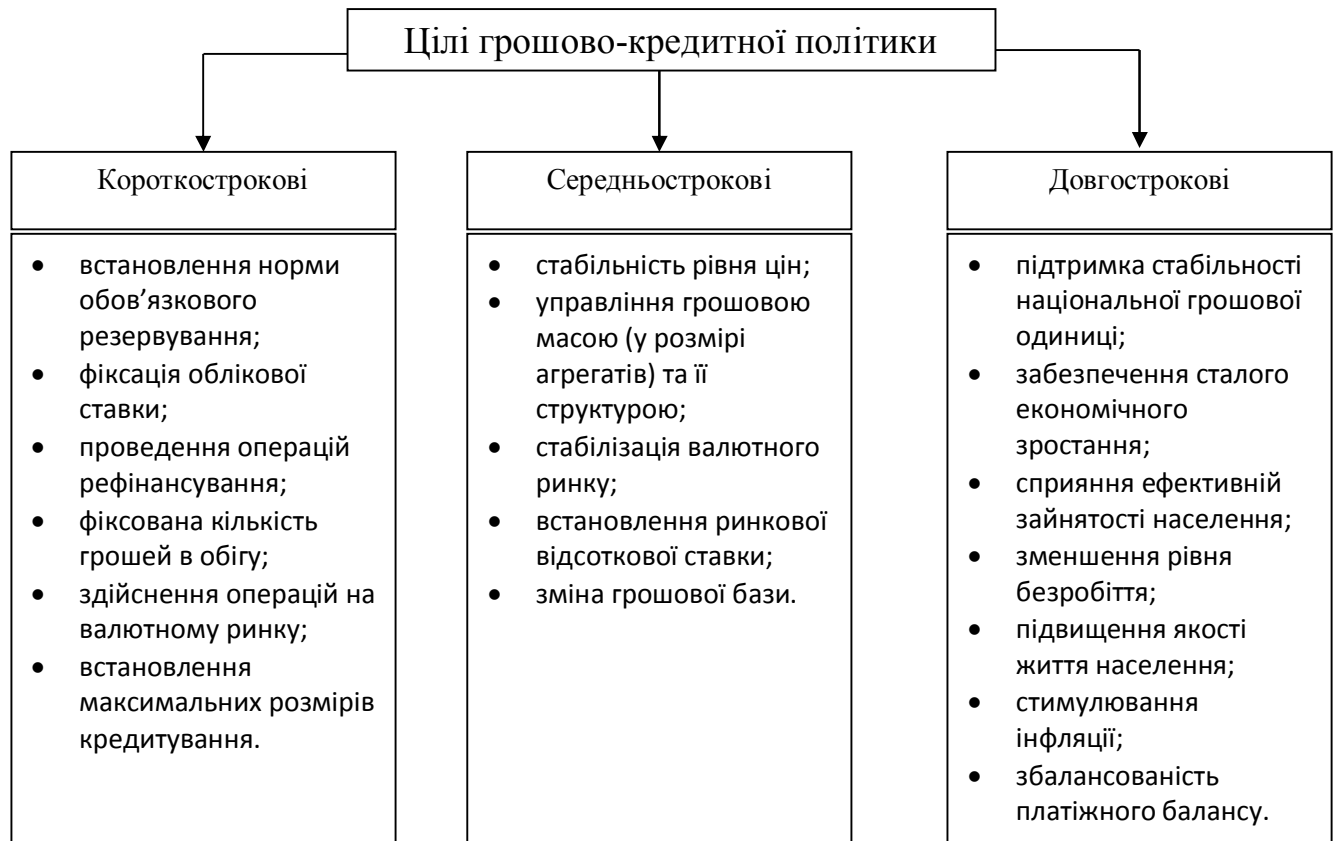 Цілі грошово-кредитної політики
Короткострокові
• встановлення норми
обов’язкового
резервування;
• фіксація облікової
ставки;
• проведення операцій
рефінансування;
• фіксована кількість
грошей в обігу;
• здійснення операцій на
валютному ринку;
• встановлення
максимальних розмірів
кредитування.
Середньострокові
• стабільність рівня цін;
• управління грошовою
масою (у розмірі
агрегатів) та її
структурою;
• стабілізація валютного
ринку;
• встановлення ринкової
відсоткової ставки;
• зміна грошової бази.
Довгострокові
• підтримка стабільності
національної грошової
одиниці;
• забезпечення сталого
економічного
зростання;
• сприяння ефективній
зайнятості населення;
• зменшення рівня
безробіття;
• підвищення якості
життя населення;
• стимулювання
інфляції;
• збалансованість
платіжного балансу.